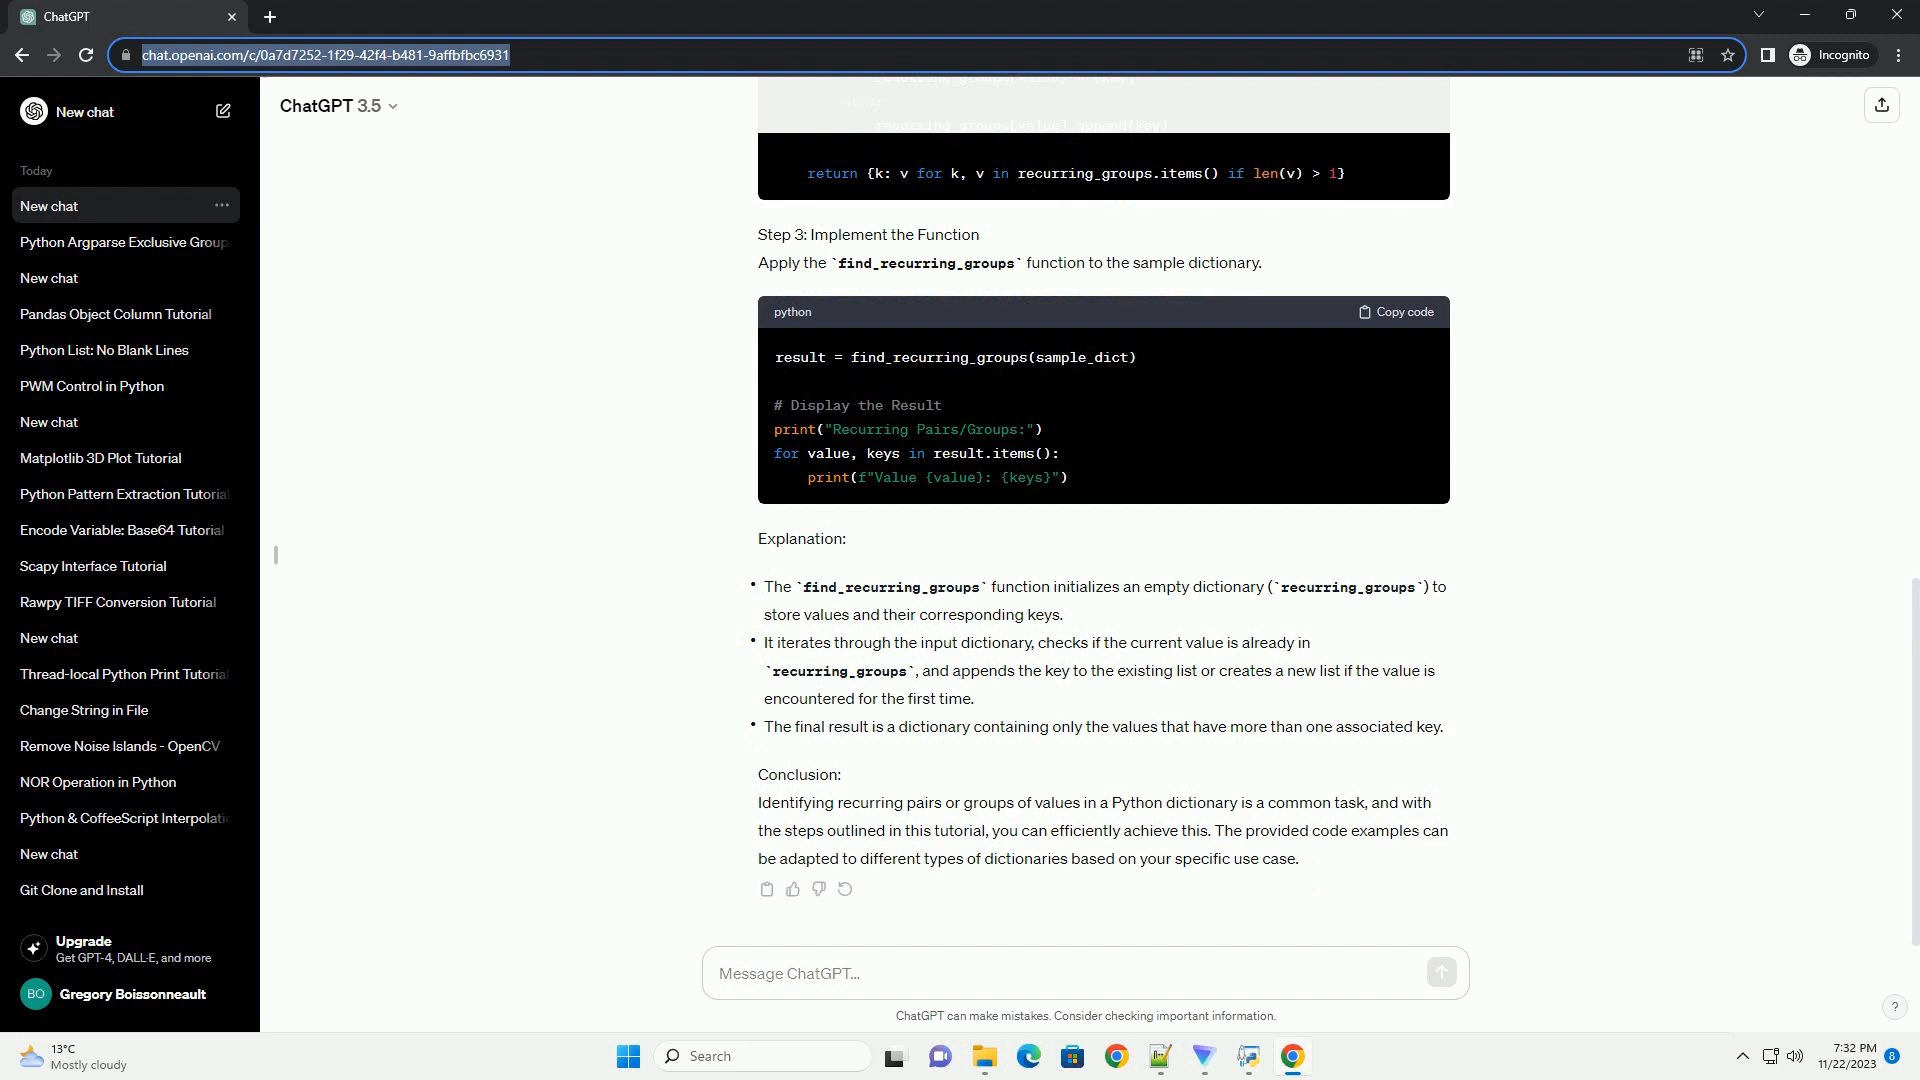 ChatGPT
chat.openai.com/c/0a7d7252-1f29-42f4-b481-9affbfbc6931
Incognito
New chat
Today
New chat
Python Argparse Exclusive Group
New chat
Pandas Object Column Tutorial
Python List: No Blank Lines
PWM Control in Python
New chat
Matplotlib 3D Plot Tutorial
Python Pattern Extraction Tutorial
Encode Variable: Base64 Tutorial
Scapy Interface Tutorial
Rawpy TIFF Conversion Tutorial
New chat
Thread-local Python Print Tutorial
Change String in File
Remove Noise Islands - OpenCV
NOR Operation in Python
Python & CoffeeScript Interpolati
New chat
Git Clone and Install
Upgrade
Get GPT-4, DALL·E, and more
BO
Gregory Boissonneault
ChatGPT 3.5
recurring_groups[value].append(key)
return {k: v for k, v in recurring_groups.items() if len(v) > 1}
Step 3: Implement the Function
Apply the `find_recurring_groups` function to the sample dictionary.
python
Copy code
result = find_recurring_groups(sample_dict)
# Display the Result
print("Recurring Pairs/Groups:")
for value, keys in result.items():
print(f"Value {value}: {keys}")
Explanation:
• The `find_recurring_groups` function initializes an empty dictionary (`recurring_groups`) to
store values and their corresponding keys.
• It iterates through the input dictionary, checks if the current value is already in
`recurring_groups`, and appends the key to the existing list or creates a new list if the value is
encountered for the first time.
• The final result is a dictionary containing only the values that have more than one associated key.
Conclusion:
Identifying recurring pairs or groups of values in a Python dictionary is a common task, and with
the steps outlined in this tutorial, you can efficiently achieve this. The provided code examples can
be adapted to different types of dictionaries based on your specific use case.
Message ChatGPT...
ChatGPT can make mistakes. Consider checking important information.
?
13°C
Mostly cloudy
Search
7:32 PM
11/22/2023
8